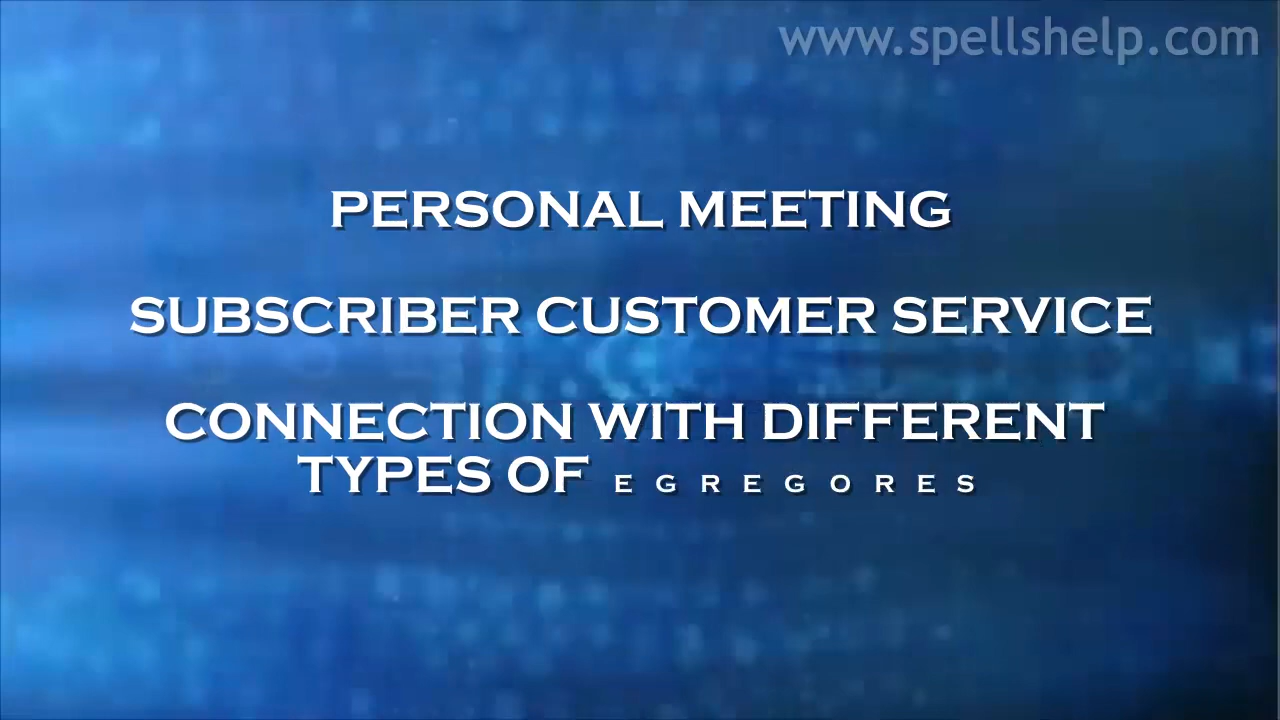 www.spellshelp.com
PERSONAL MEETING
SUBSCRIBER CUSTOMER SERVICE
CONNECTION WITH DIFFERENT
TYPES OF EGREGORES